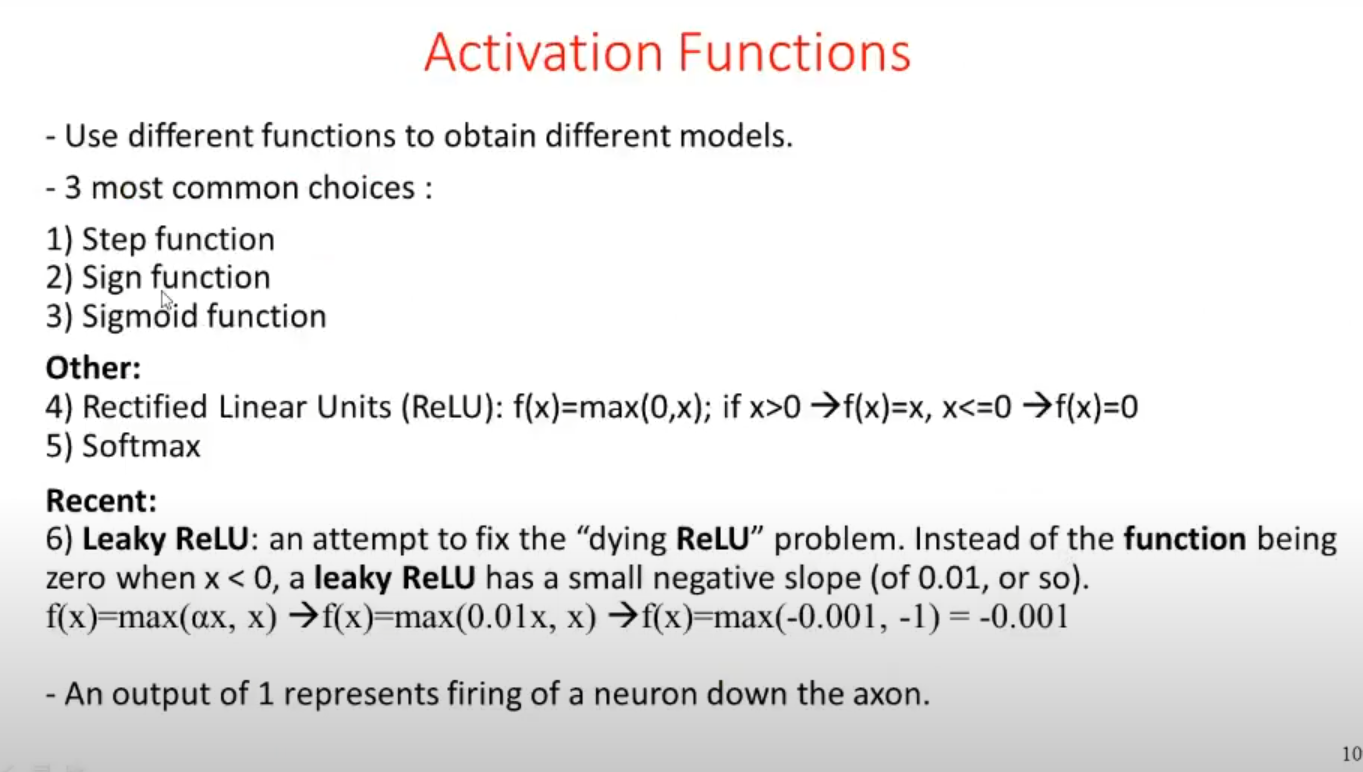 Activation Functions
- Use different functions to obtain different models.
- 3 most common choices :
1) Step function
2) Sign function
3) Sigmoid function
Other:
4) Rectified Linear Units (ReLU): f(x)=max(0,x); if x>0 →f(x)=x, x<=0 →f(x)=0
5) Softmax
Recent:
6) Leaky ReLU: an attempt to fix the “dying ReLU” problem. Instead of the function being
zero when x < 0, a leaky ReLU has a small negative slope (of 0.01, or so).
f(x)=max(αx, x) →f(x)=max(0.01x, x) →f(x)=max(-0.001, -1) = -0.001
- An output of 1 represents firing of a neuron down the axon.
10